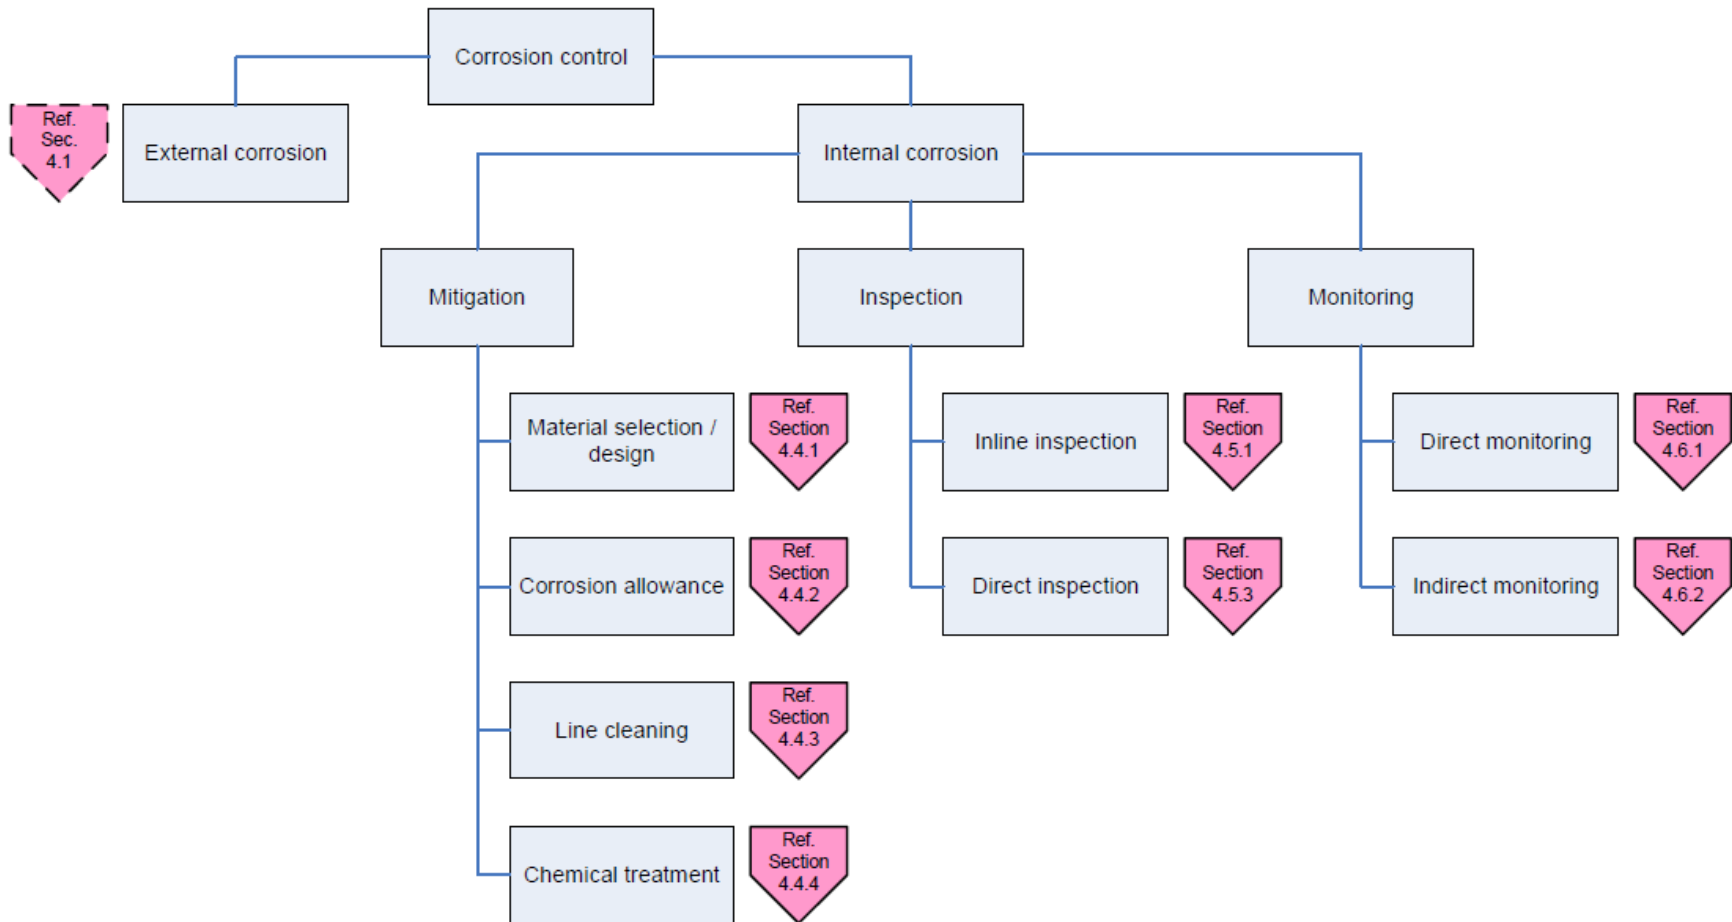 Corrosion control
Ref.
Sec.
4.1
External corrosion
Internal corrosion
Mitigation
Inspection
Monitoring
Material selection /
design
Ref.
Section
4.4.1
Inline inspection
Ref.
Section
4.5.1
Direct monitoring
Ref.
Section
4.6.1
Corrosion allowance
Ref.
Section
4.4.2
Direct inspection
Ref.
Section
4.5.3
Indirect monitoring
Ref.
Section
4.6.2
Line cleaning
Ref.
Section
4.4.3
Chemical treatment
Ref.
Section
4.4.4